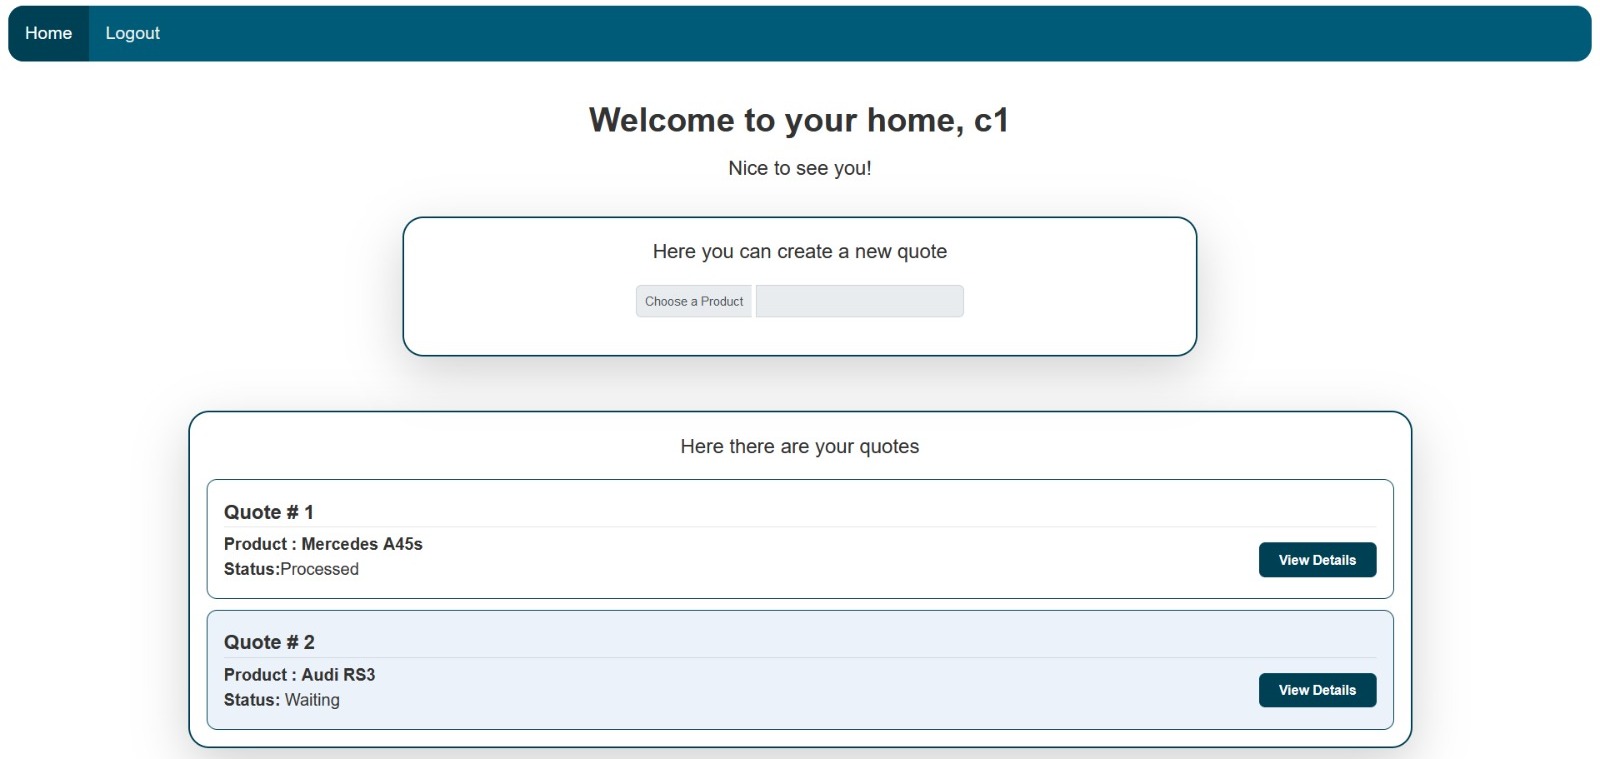 Home Logout
Welcome to your home, c1
Nice to see you!
Here you can create a new quote
Choose a Product
Here there are your quotes
Quote # 1
Product : Mercedes A45s
Status:Processed
View Details
Quote # 2
Product : Audi RS3
Status: Waiting
View Details